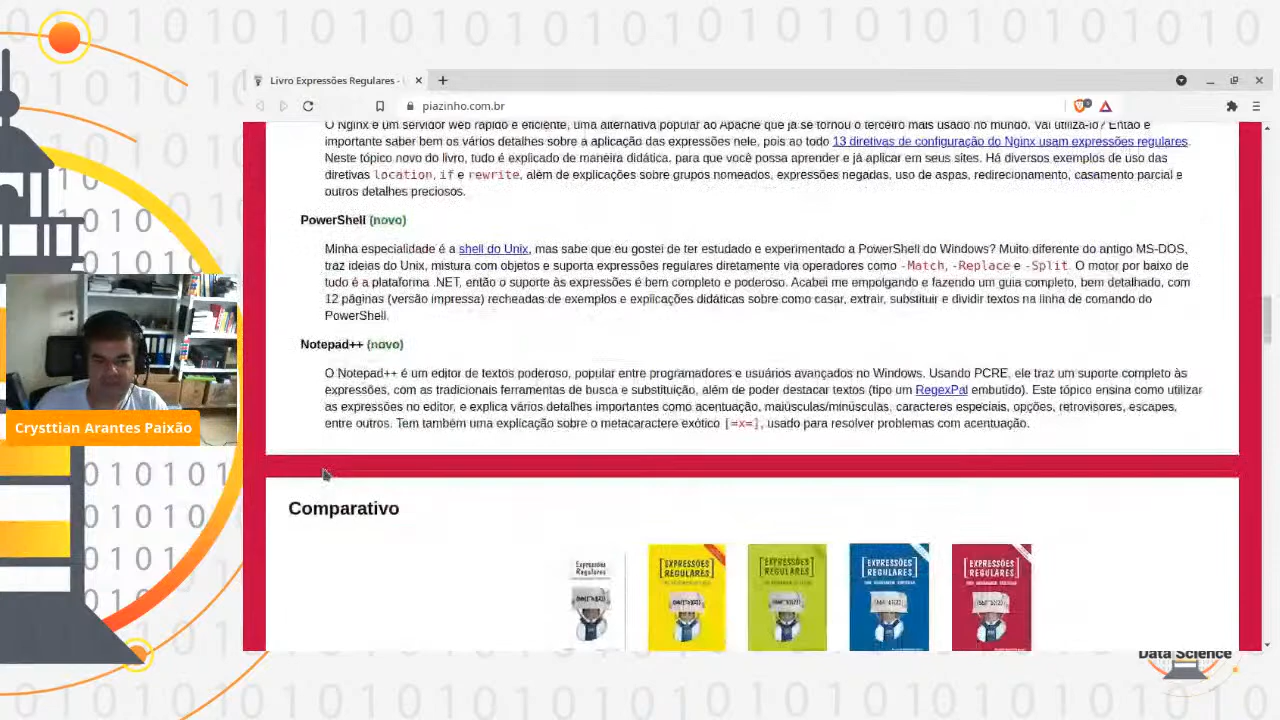 Livro Expressões Regulares -
piazinho.com.br
O Nginx é um servidor web rápido e eficiente, uma alternativa popular ao Apache que já se tornou o terceiro mais usado no mundo. Vai utilizá-lo? Então é
importante saber bem os vários detalhes sobre a aplicação das expressões nele, pois ao todo 13 diretivas de configuração do Nginx usam expressões regulares.
Neste tópico novo do livro, tudo é explicado de maneira didática, para que você possa aprender e já aplicar em seus sites. Há diversos exemplos de uso das
diretivas location, if e rewrite, além de explicações sobre grupos nomeados, expressões negadas, uso de aspas, redirecionamento, casamento parcial e
outros detalhes preciosos.
PowerShell (novo)
Minha especialidade é a shell do Unix, mas sabe que eu gostei de ter estudado e experimentado a PowerShell do Windows? Muito diferente do antigo MS-DOS,
traz ideias do Unix, mistura com objetos e suporta expressões regulares diretamente via operadores como -Match, -Replace e -Split. O motor por baixo de
tudo é a plataforma .NET, então o suporte às expressões é bem completo e poderoso. Acabei me empolgando e fazendo um guia completo, bem detalhado, com
12 páginas (versão impressa) recheadas de exemplos e explicações didáticas sobre como casar, extrair, substituir e dividir textos na linha de comando do
PowerShell.
Notepad++ (novo)
O Notepad++ é um editor de textos poderoso, popular entre programadores e usuários avançados no Windows. Usando PCRE, ele traz um suporte completo às
expressões, com as tradicionais ferramentas de busca e substituição, além de poder destacar textos (tipo um RegexPal embutido). Este tópico ensina como utilizar
as expressões no editor, e explica vários detalhes importantes como acentuação, maiúsculas/minúsculas, caracteres especiais, opções, retrovisores, escapes,
entre outros. Tem também uma explicação sobre o metacaractere exótico [=x=], usado para resolver problemas com acentuação.
Crysttian Arantes Paixão
Comparativo
Expressões
Regulares
EXPRESSÕES
REGULARES
EXPRESSÕES
REGULARES
EXPRESSÕES
REGULARES
EXPRESSÕES
REGULARES
Data Science